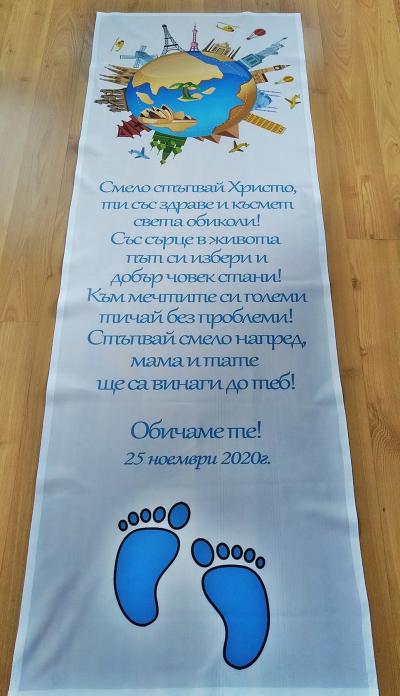 Смело стъпвай Христо,
ти със здраве и късмет
света обиколи!
Със сърце в живота
път си избери и
добър човек стани!
Към мечтите си големи
тичай без проблеми!
Стъпвай смело напред,
мама и тате
ще са винаги до теб!
Обичаме те!
25 ноември 2020г.